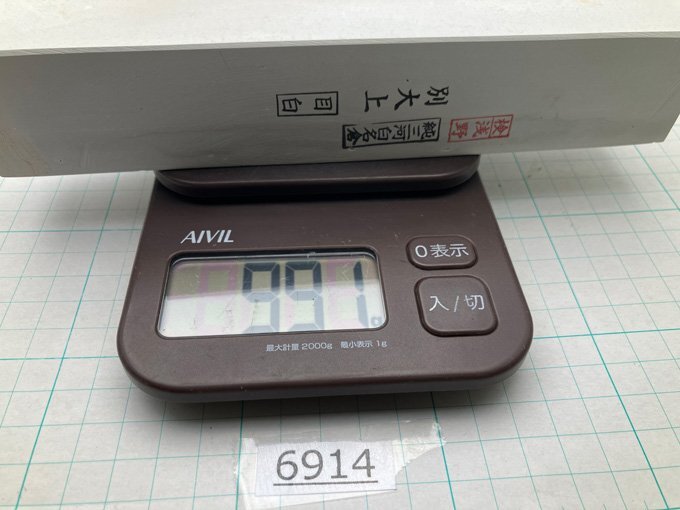 別大上
目白
純三河白名倉
浅野検
AIVIL
991g
0表示
入/切
最大計量 2000g 最小表示 1g
6914